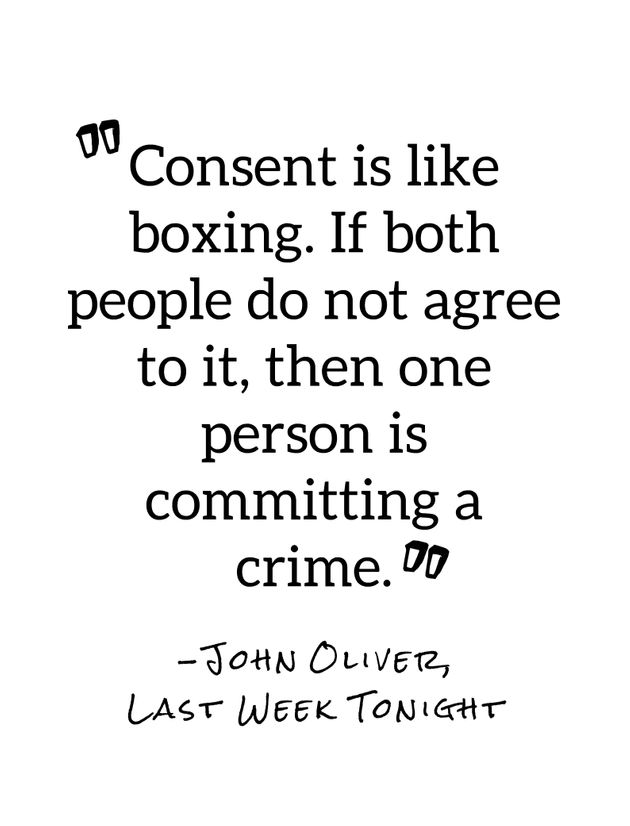 "Consent is like
boxing. If both
people do not agree
to it, then one
person is
committing a
crime."
-John Oliver,
Last Week Tonight